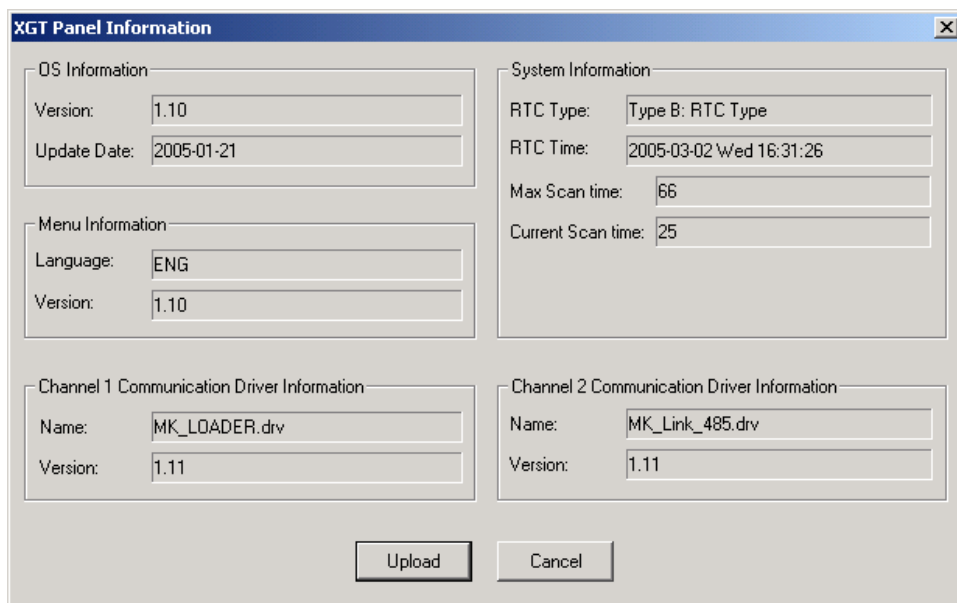 XGT Panel Information
OS Information
Version: 1.10
Update Date: 2005-01-21
Menu Information
Language: ENG
Version: 1.10
System Information
RTC Type: Type B: RTC Type
RTC Time: 2005-03-02 Wed 16:31:26
Max Scan time: 66
Current Scan time: 25
Channel 1 Communication Driver Information
Name: MK_LOADER.drv
Version: 1.11
Channel 2 Communication Driver Information
Name: MK_Link_485.drv
Version: 1.11
Upload Cancel